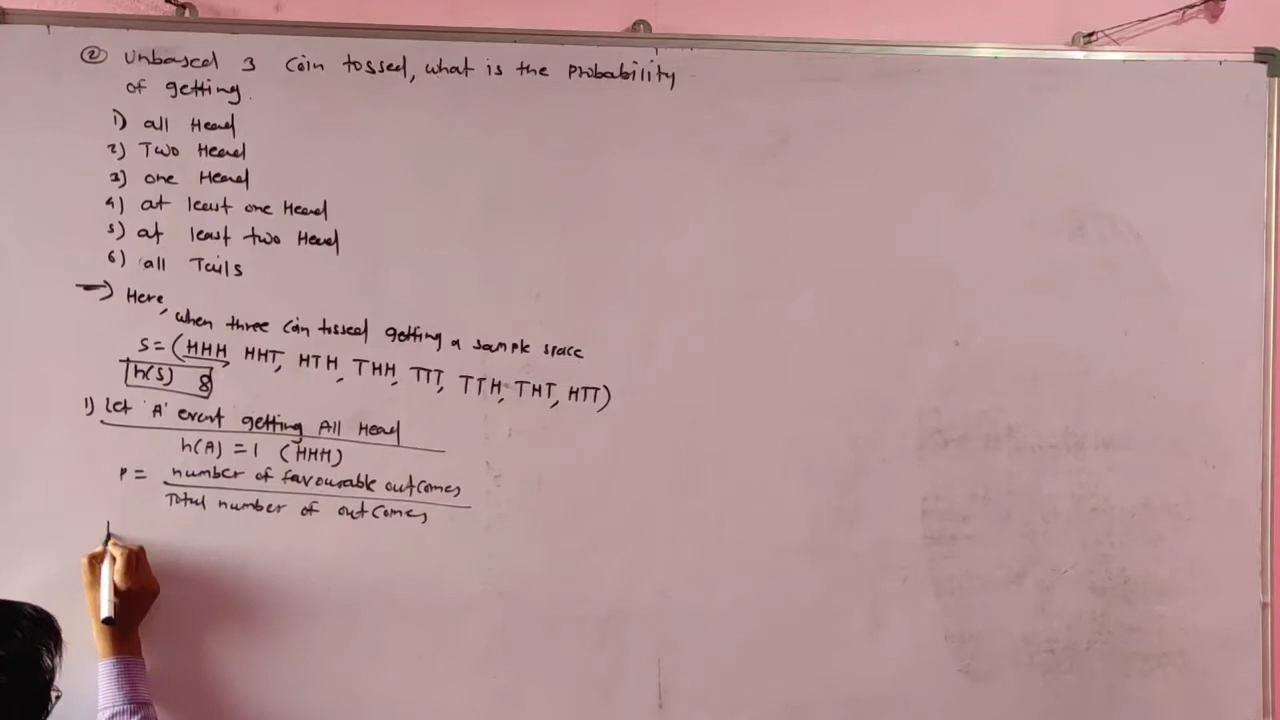 ② Unbased 3 Coin tossed, what is the Probability
of getting.
1) all Head
2) Two Head
3) one Head
4) at least one Head
5) at least two Head
6) all Tails
→ Here, when three Coin tossed getting a sample space
S = (HHH, HHT, HTH, THH, TTT, TTH, THT, HTT)
n(S) 8
1) Let 'A' event getting All Head
n(A) = 1 (HHH)
P = number of favourable outcomes
Total number of outcomes